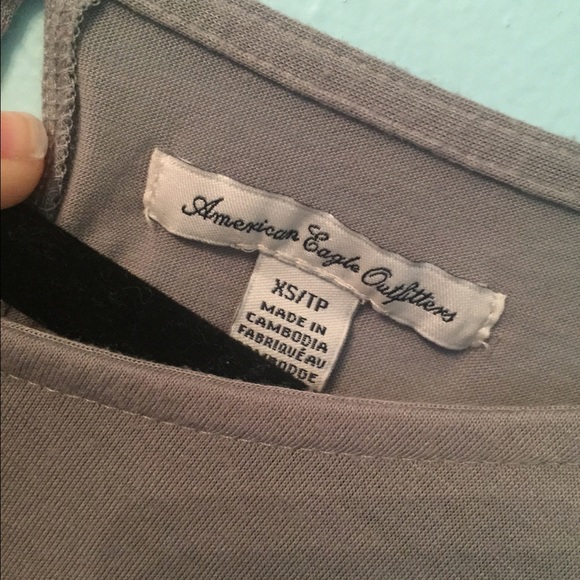 American Eagle Outfitters
XS/TP
MADE IN
CAMBODIA
FABRIQUÉ AU